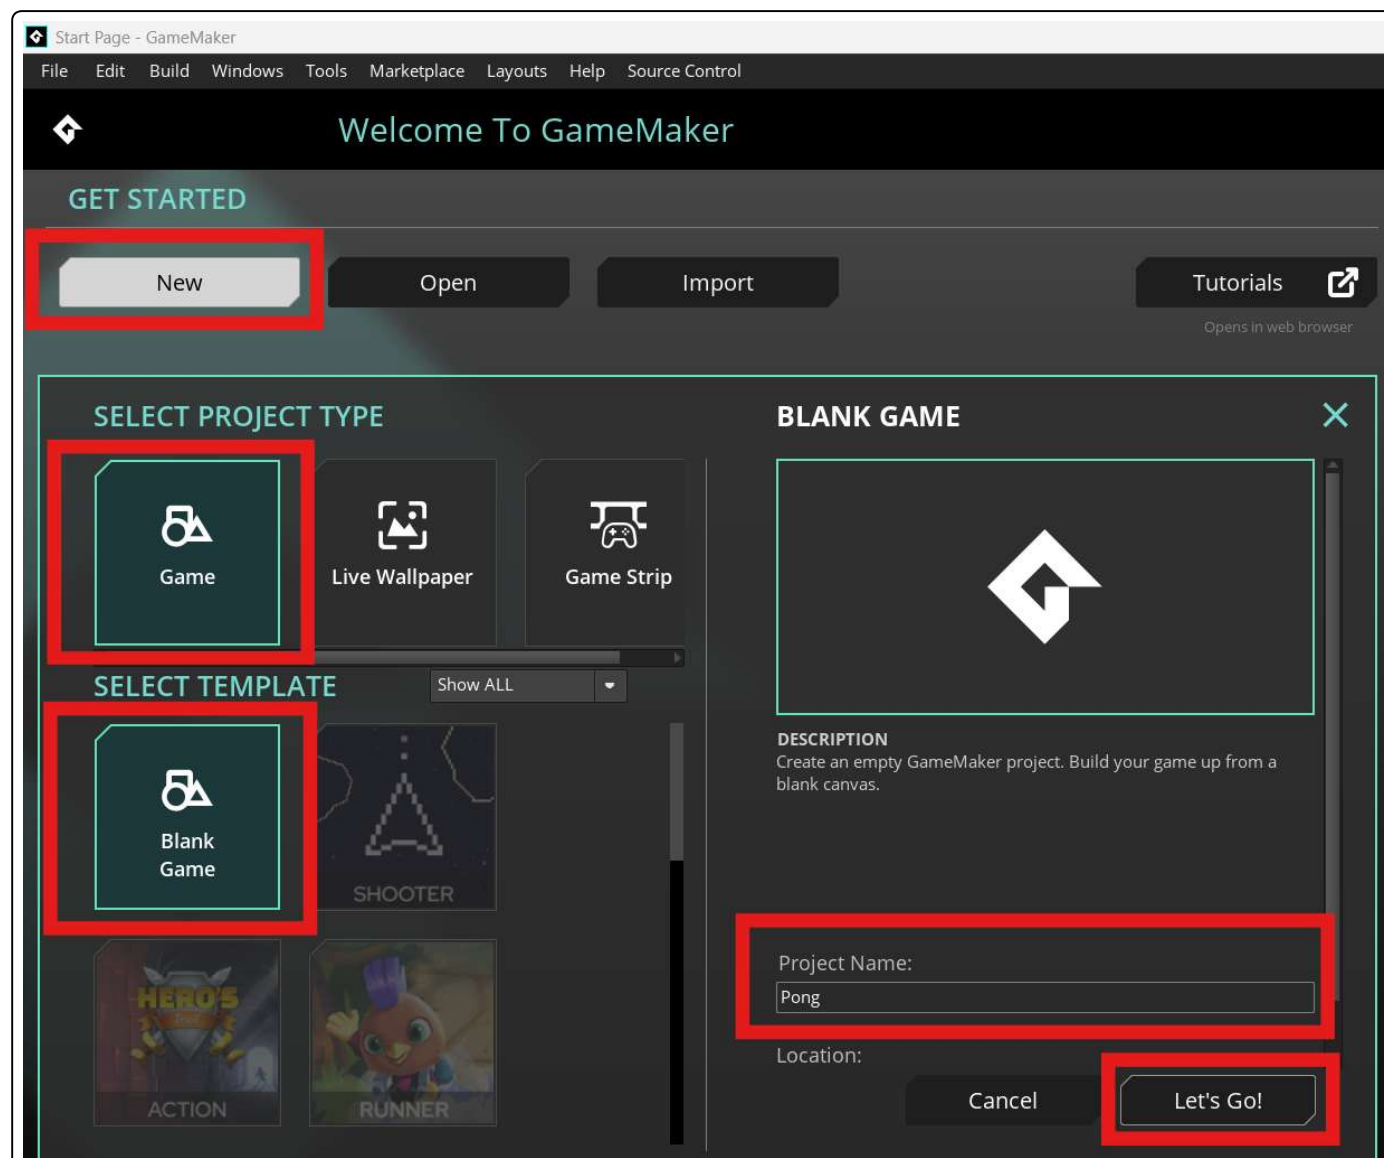 Start Page - GameMaker
File Edit Build Windows Tools Marketplace Layouts Help Source Control
Welcome To GameMaker
GET STARTED
New Open Import Tutorials
Opens in web browser
SELECT PROJECT TYPE
Game Live Wallpaper Game Strip
SELECT TEMPLATE Show ALL
Blank
Game
SHOOTER
HERO'S
Trail
ACTION RUNNER
BLANK GAME
DESCRIPTION
Create an empty GameMaker project. Build your game up from a
blank canvas.
Project Name:
Pong
Location:
Cancel Let's Go!